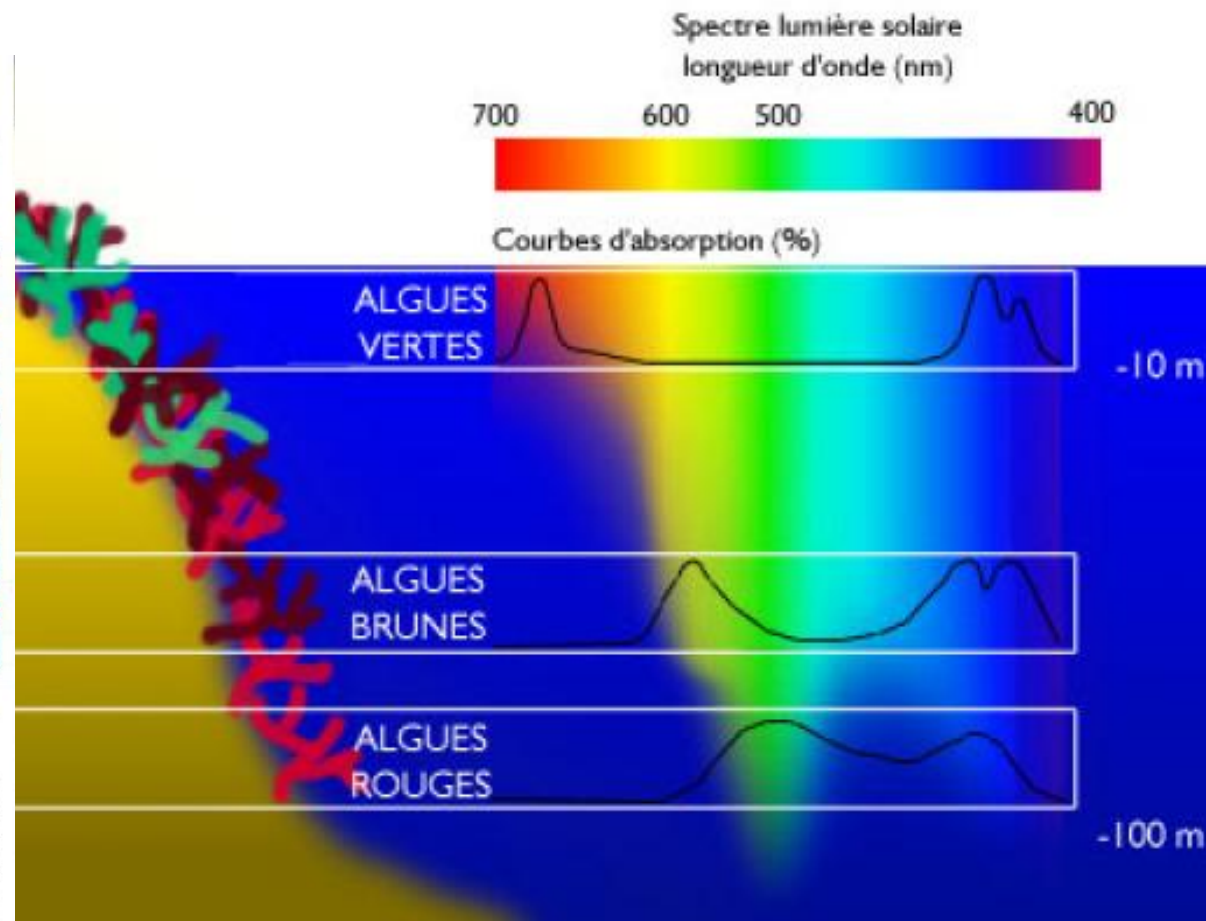 Spectre lumière solaire
longueur d'onde (nm)
700 600 500 400
Courbes d'absorption (%)
ALGUES
VERTES
-10 m
ALGUES
BRUNES
ALGUES
ROUGES
-100 m